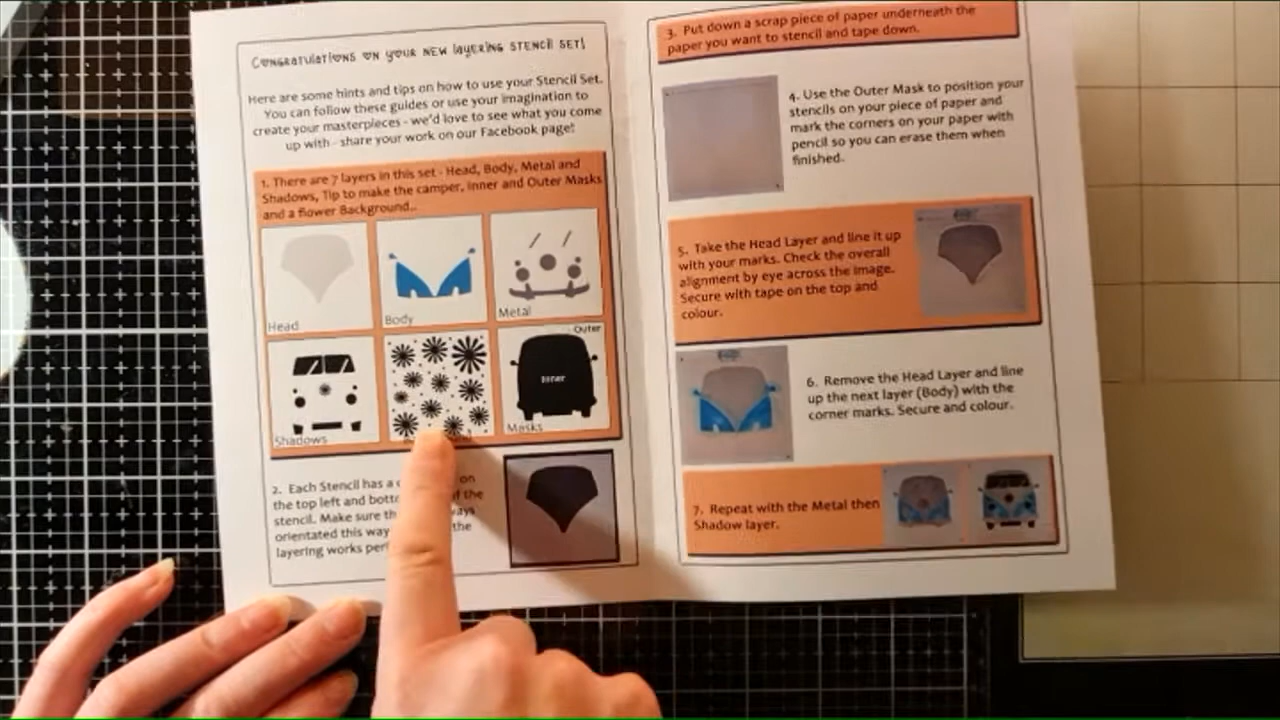 Congratulations on your new layering stencil set!
Here are some hints and tips on how to use your Stencil Set.
You can follow these guides or use your imagination to
create your masterpieces - we'd love to see what you come
up with - share your work on our Facebook page!
1. There are 7 layers in this set - Head, Body, Metal and
Shadows, Tip to make the camper, Inner and Outer Masks
and a flower Background..
Head
Body
Metal
Shadows
Outer
Inner
Masks
2. Each Stencil has a on
the top left and the
stencil. Make sure
orientated this way the
layering works
3. Put down a scrap piece of paper underneath the
paper you want to stencil and tape down.
4. Use the Outer Mask to position your
stencils on your piece of paper and
mark the corners on your paper with
pencil so you can erase them when
finished.
5. Take the Head Layer and line it up
with your marks. Check the overall
alignment by eye across the image.
Secure with tape on the top and
colour.
6. Remove the Head Layer and line
up the next layer (Body) with the
corner marks. Secure and colour.
7. Repeat with the Metal then
Shadow layer.